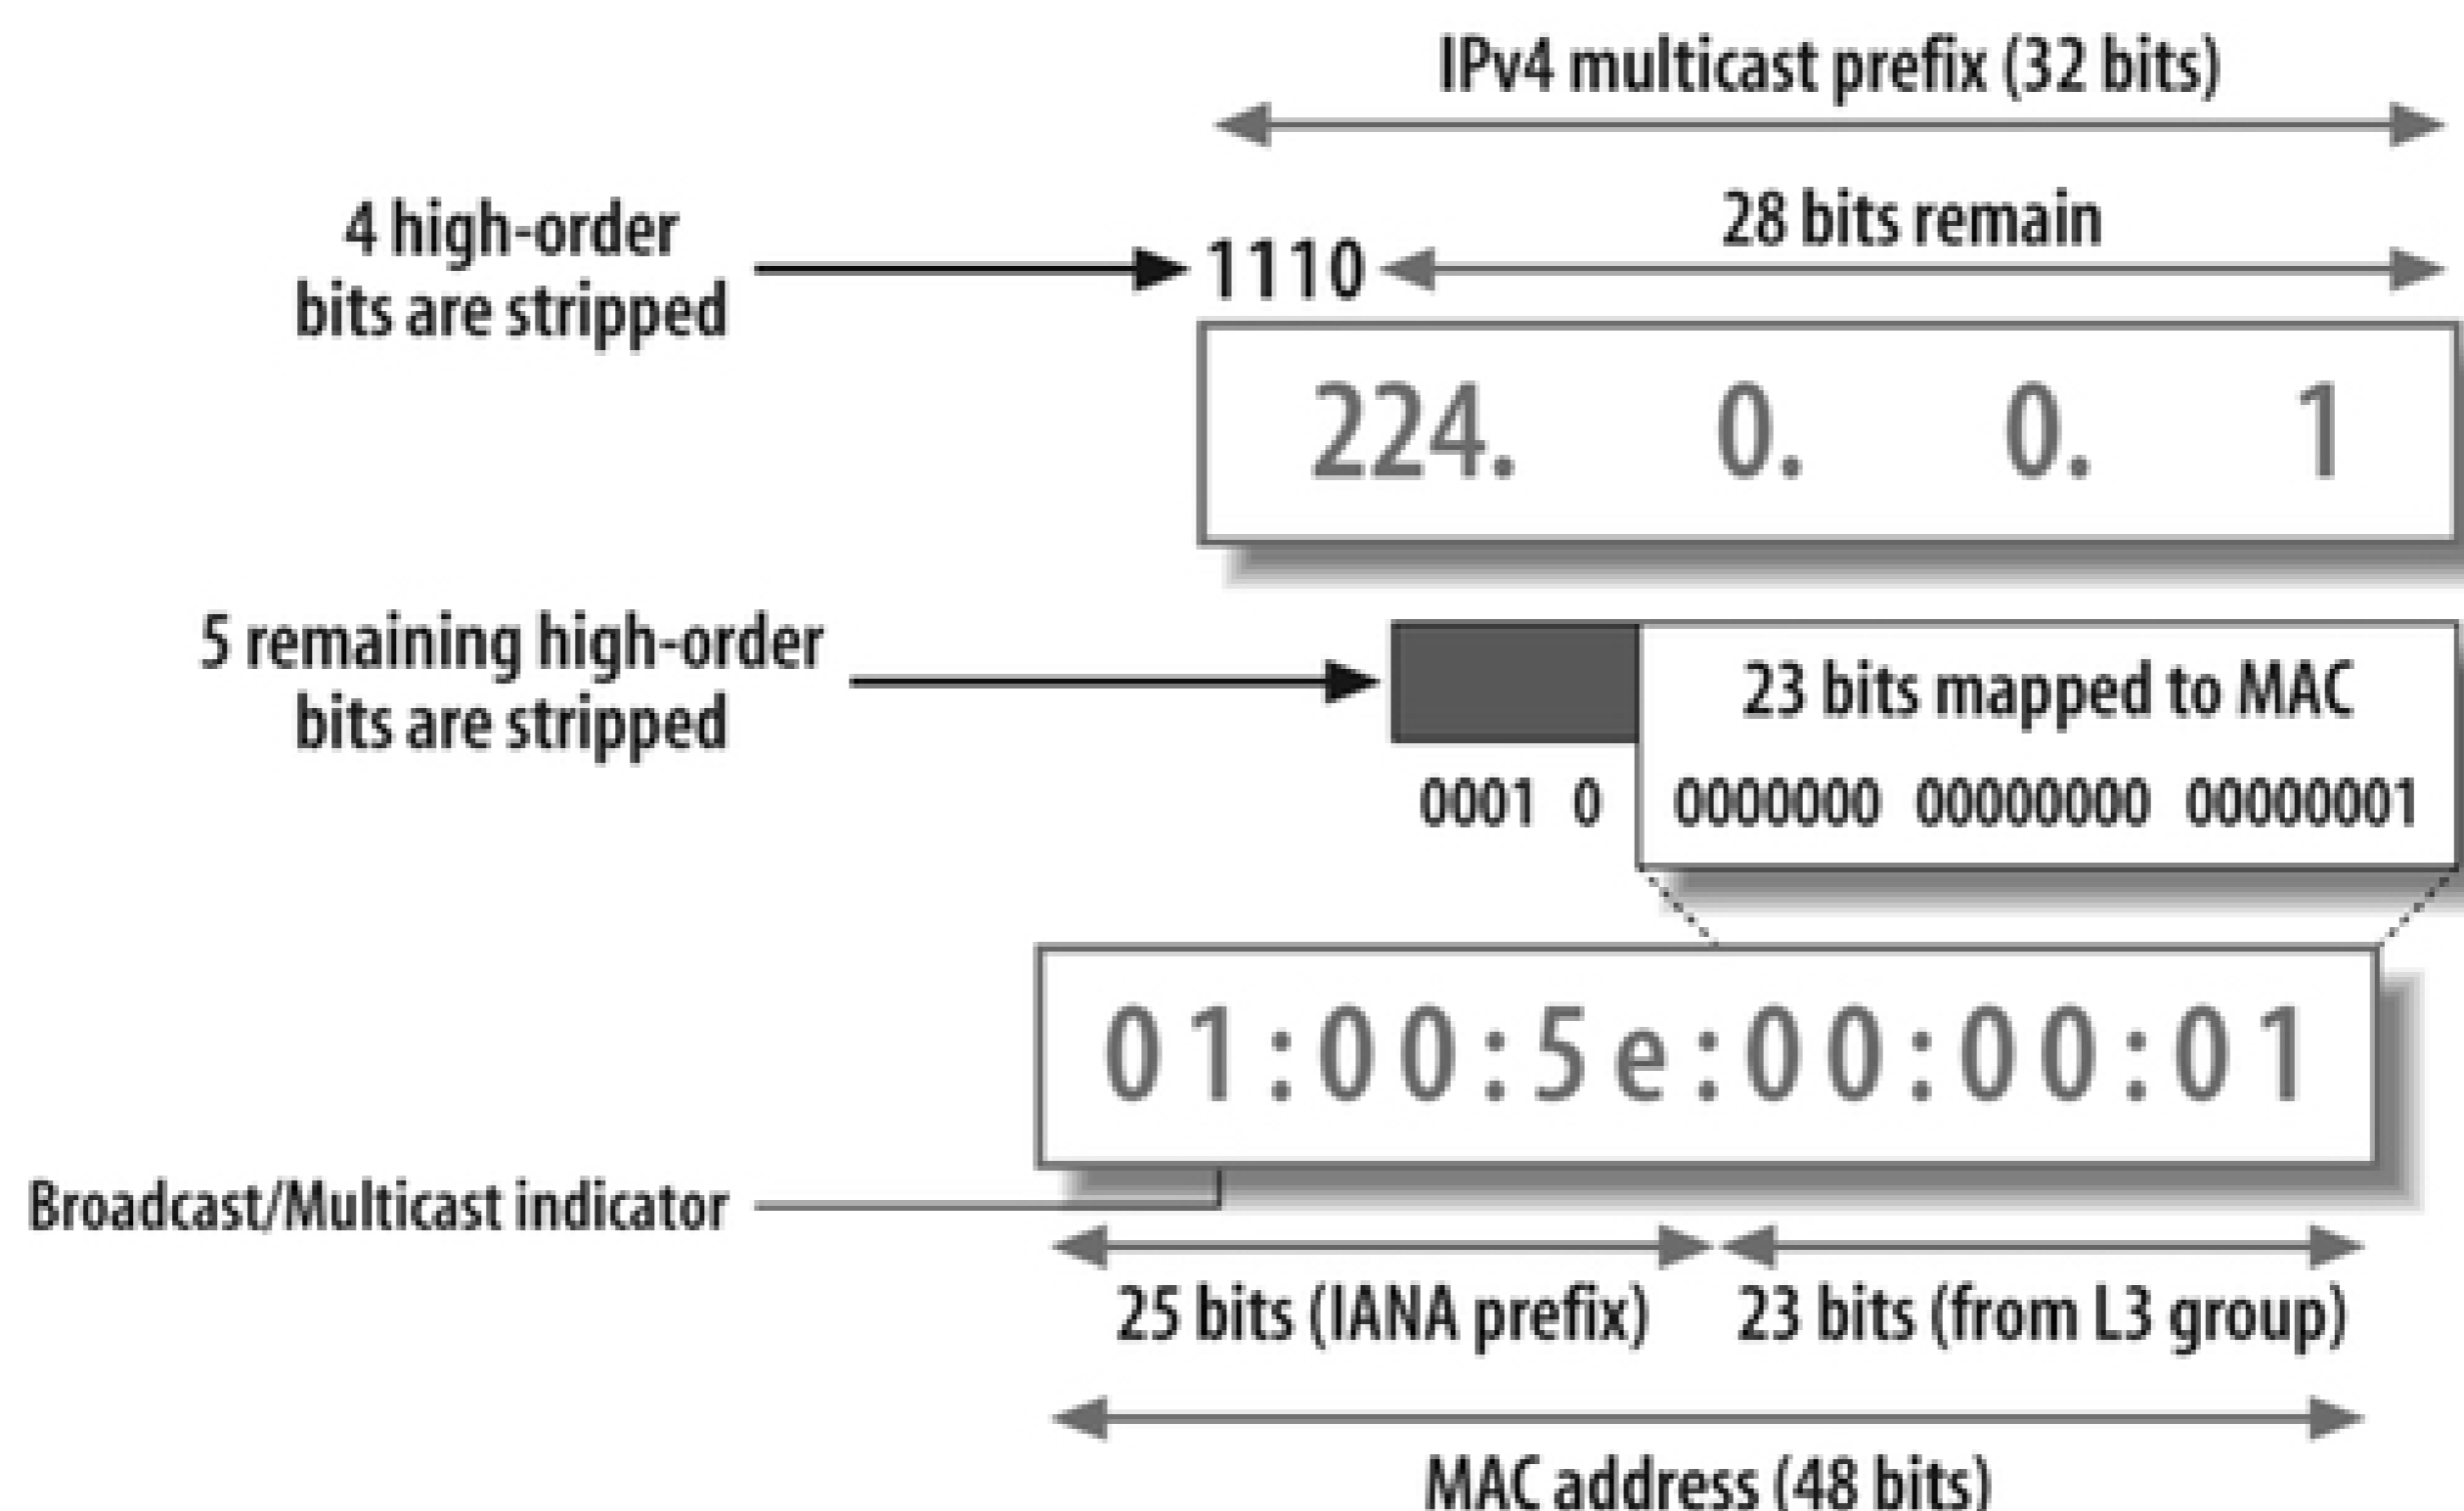 IPv4 multicast prefix (32 bits)
4 high-order
bits are stripped
1110
28 bits remain
224. 0. 0. 1
5 remaining high-order
bits are stripped
23 bits mapped to MAC
0001 0 0000000 00000000 00000001
01:00:5e:00:00:01
Broadcast/Multicast indicator
25 bits (IANA prefix) 23 bits (from L3 group)
MAC address (48 bits)